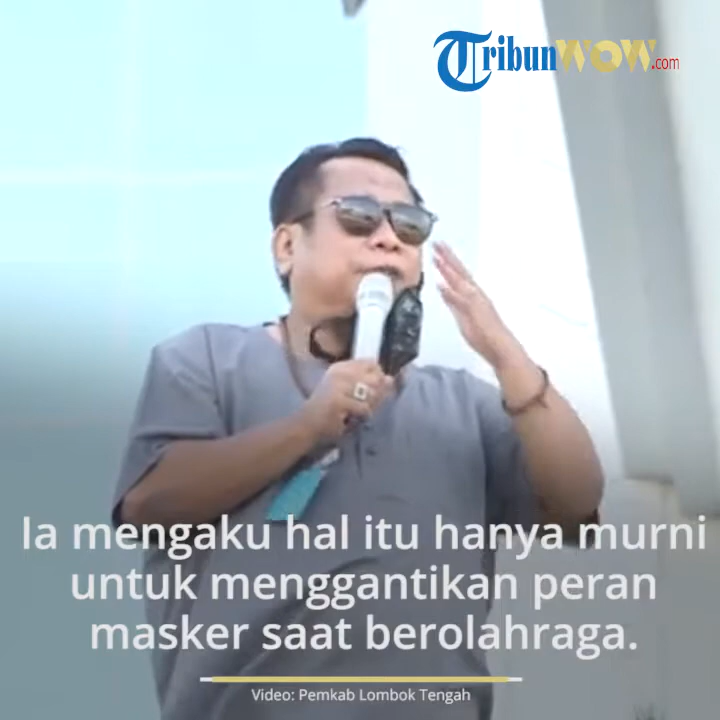 TribunWOW.com
Ia mengaku hal itu hanya murni
untuk menggantikan peran
masker saat berolahraga.
Video: Pemkab Lombok Tengah